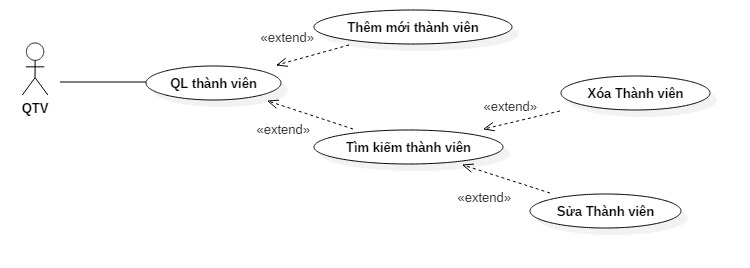 Thêm mới thành viên
«extend»
QL thành viên
QTV
Xóa Thành viên
«extend»
«extend»
Tìm kiếm thành viên
«extend»
Sửa Thành viên